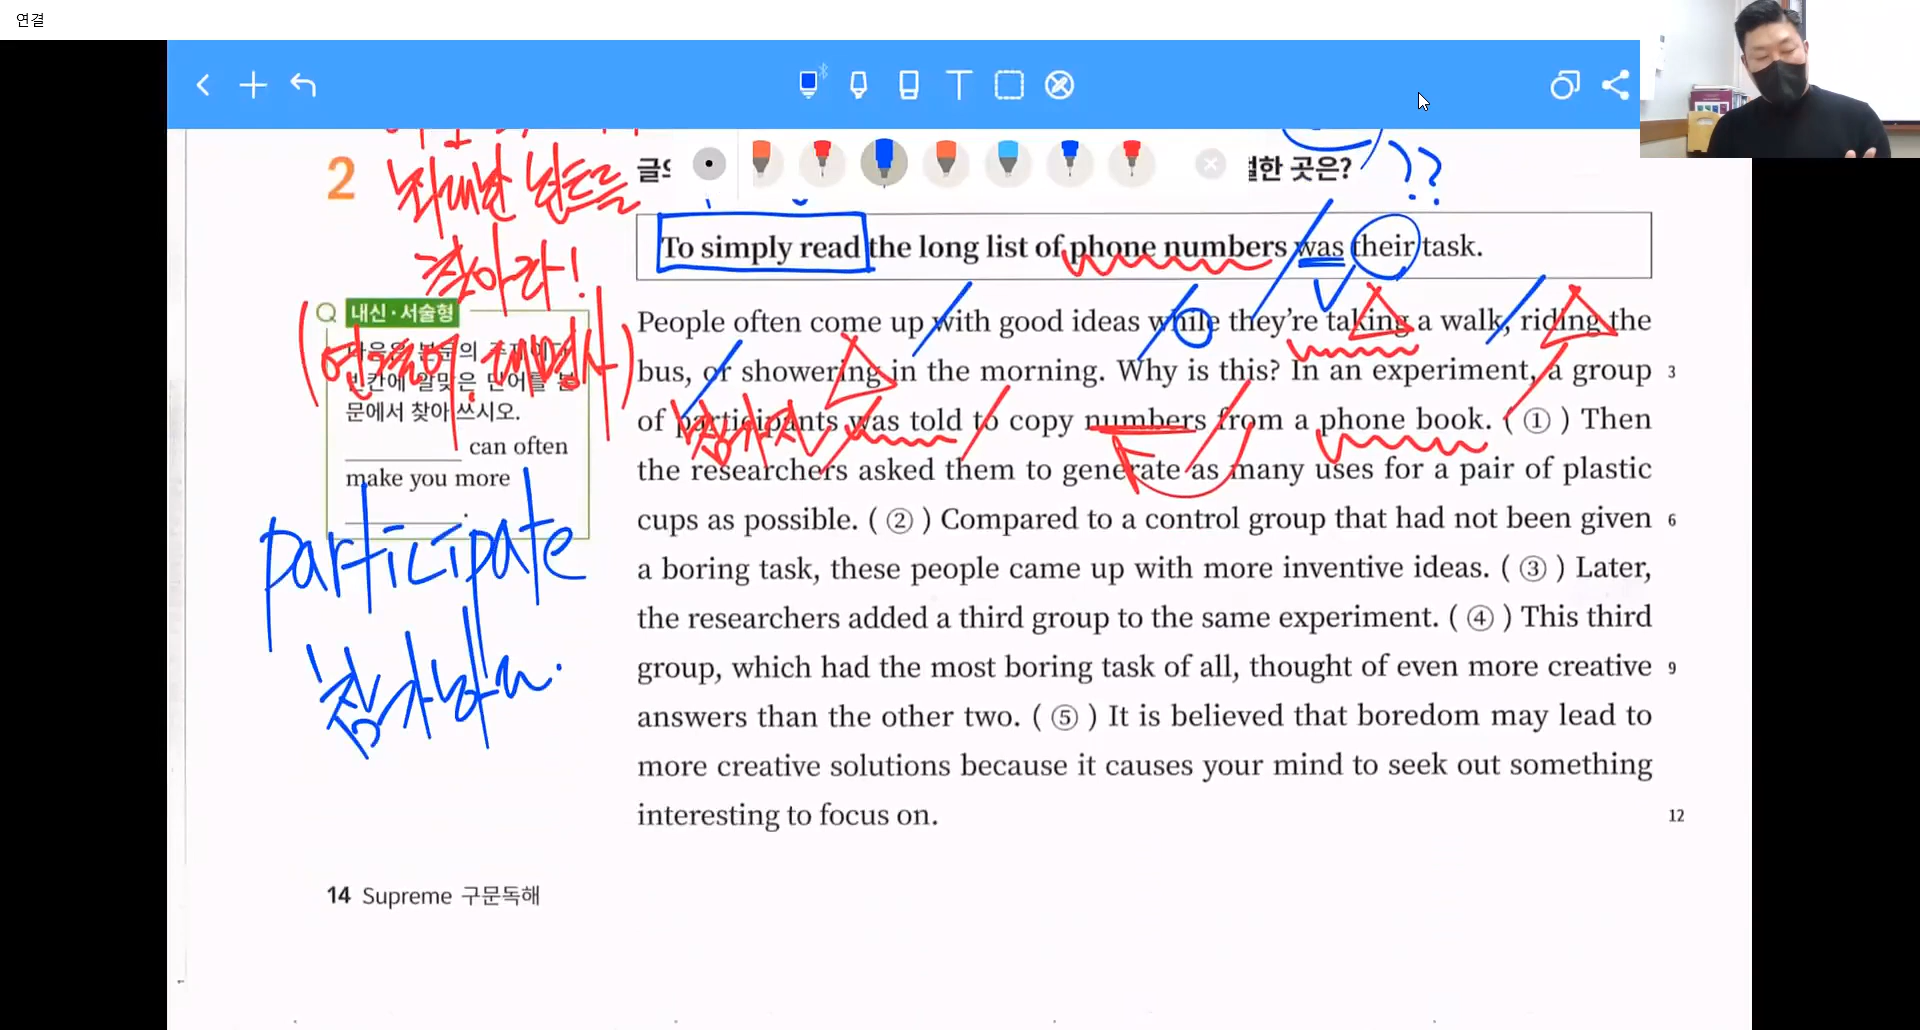 연결
2
찾아라!
글의
절한 곳은?
??
To simply read the long list of phone numbers was their task.
내신·서술형
문에서 찾아 쓰시오.
can often
make you more
.
participate
참가하다.
People often come up with good ideas while they're taking a walk, riding the
bus, or showering in the morning. Why is this? In an experiment, a group 3
of participants was told to copy numbers from a phone book. ( ① ) Then
참가자
the researchers asked them to generate as many uses for a pair of plastic
cups as possible. ( ② ) Compared to a control group that had not been given 6
a boring task, these people came up with more inventive ideas. ( ③ ) Later,
the researchers added a third group to the same experiment. ( ④ ) This third
group, which had the most boring task of all, thought of even more creative 9
answers than the other two. ( ⑤ ) It is believed that boredom may lead to
more creative solutions because it causes your mind to seek out something
interesting to focus on. 12
14 Supreme 구문독해